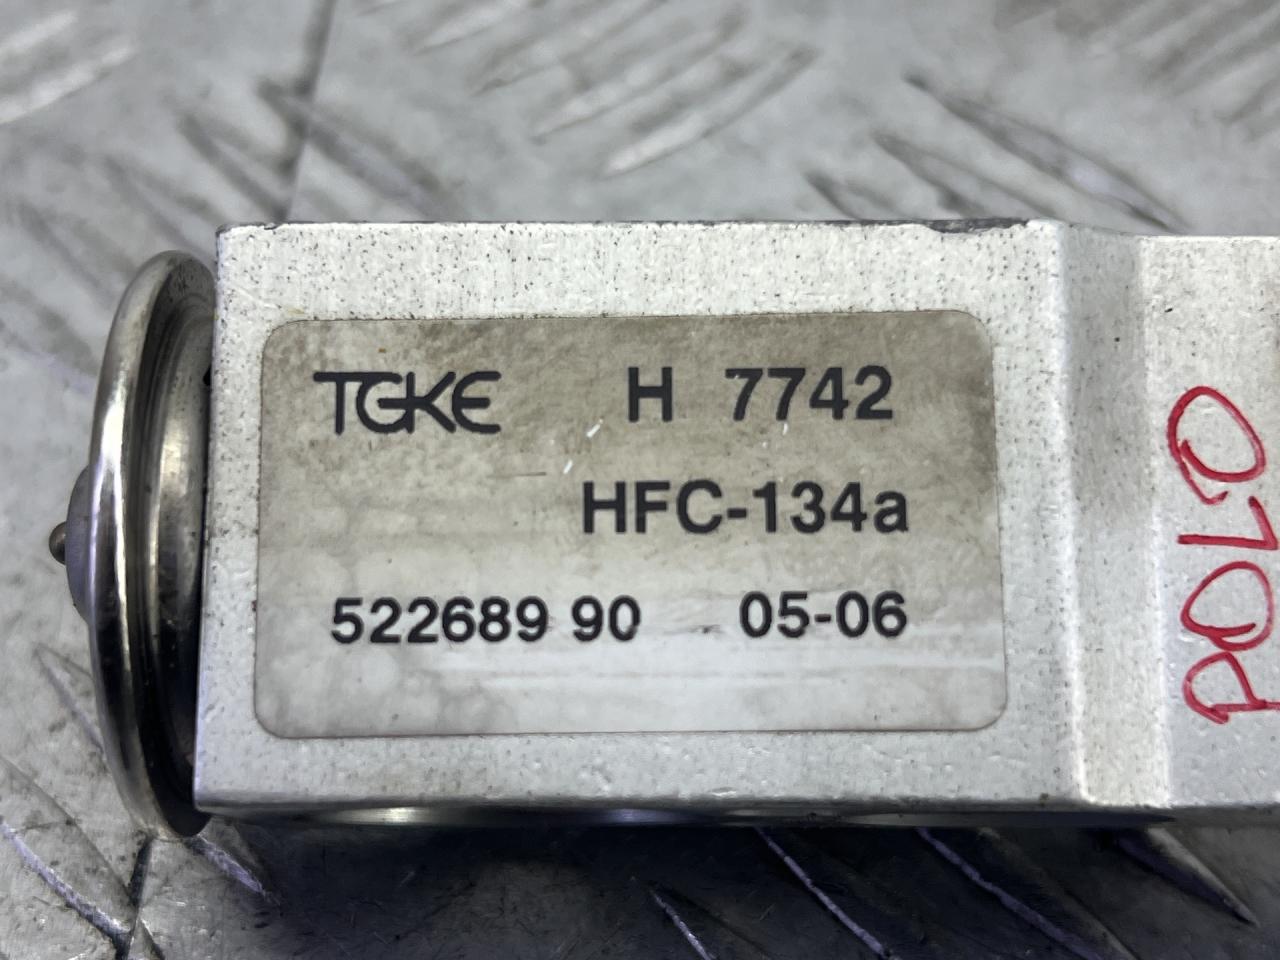 TGKE H 7742
HFC-134a
522689 90 05-06
POLO